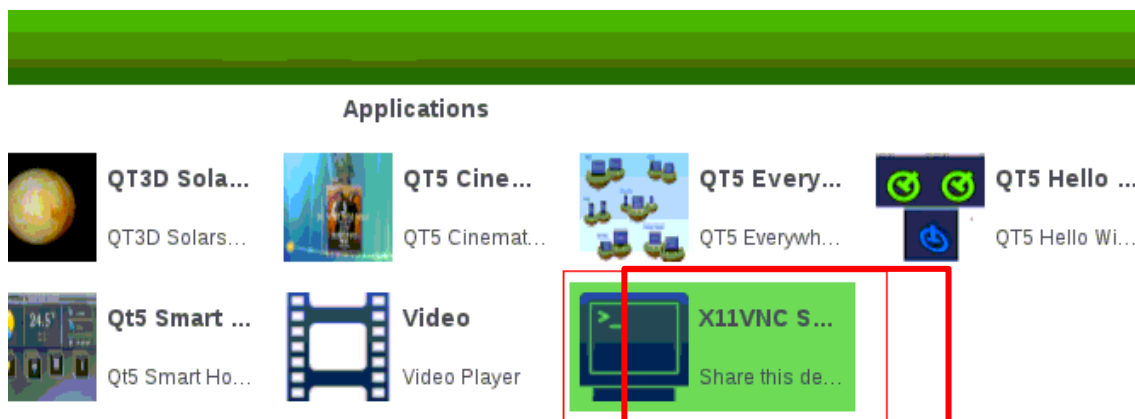 Applications
QT3D Sola...
QT5 Cine...
QT5 Every...
QT5 Hello ...
QT3D Solars...
QT5 Cinemat...
QT5 Everywh...
QT5 Hello Wi...
Qt5 Smart ...
Video
X11VNC S...
24.5°
>_
Qt5 Smart Ho...
Video Player
Share this de...